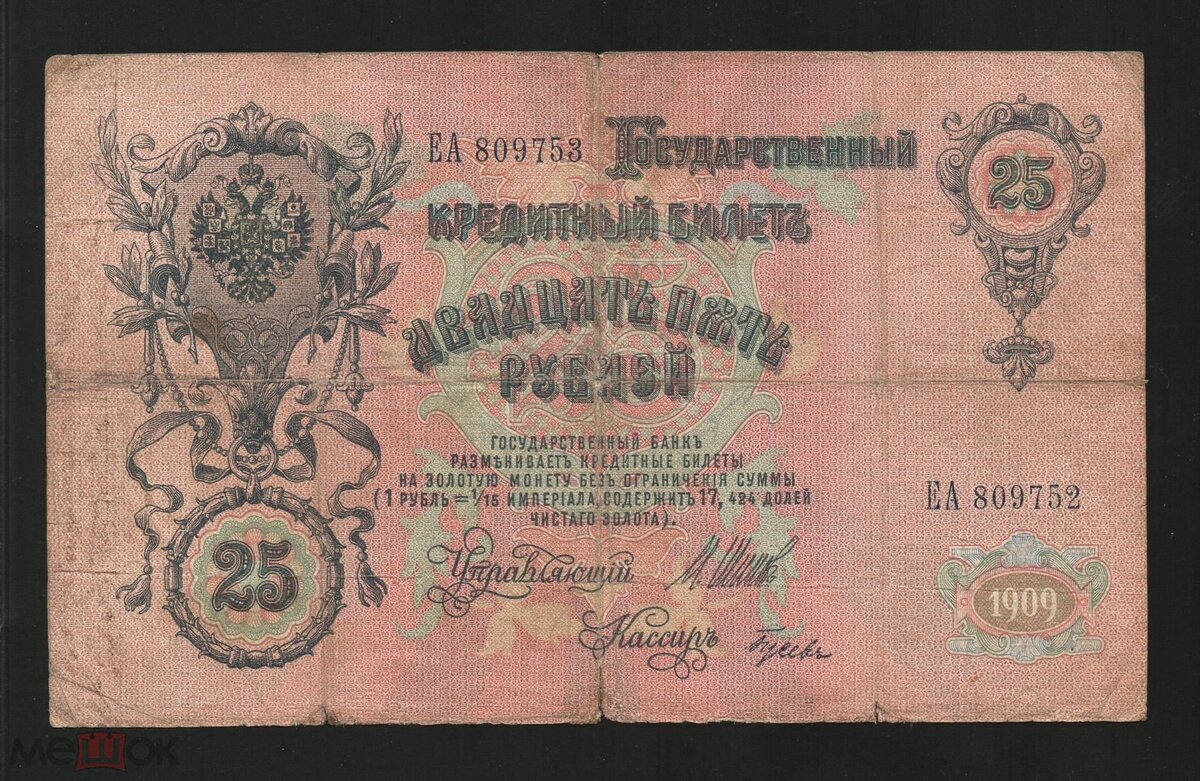 ЕА 809753 Государственный
кредитный билетъ
двадцать пять
рублей
25
25
25
ГОСУДАРСТВЕННЫЙ БАНКЪ
РАЗМѢНИВАЕТЪ КРЕДИТНЫЕ БИЛЕТЫ
НА ЗОЛОТУЮ МОНЕТУ БЕЗЪ ОГРАНИЧЕНІЯ СУММЫ
(1 РУБЛЬ = 1/15 ИМПЕРІАЛА, СОДЕРЖИТЪ 17, 424 ДОЛЕЙ
ЧИСТАГО ЗОЛОТА).
ЕА 809752
Управляющій И Шипов
Кассиръ Гусевъ
1909
мешок